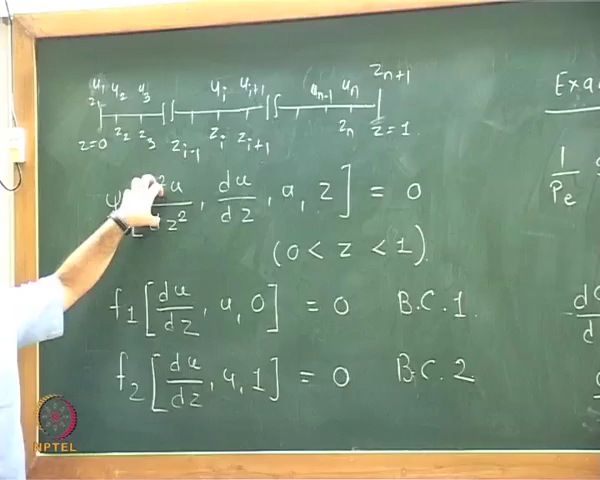 u₁ u₂ u₃ uᵢ uᵢ₊₁ uₙ₋₁ uₙ zₙ₊₁
z₁
z=0 z₂ z₃ zᵢ₋₁ zᵢ zᵢ₊₁ zₙ z=1
ψ[d²u/dz², du/dz, u, z] = 0
(0 < z < 1)
f₁[du/dz, u, 0] = 0 B.C.1.
f₂[du/dz, u, 1] = 0 B.C.2
Exa
1/Pe
NPTEL